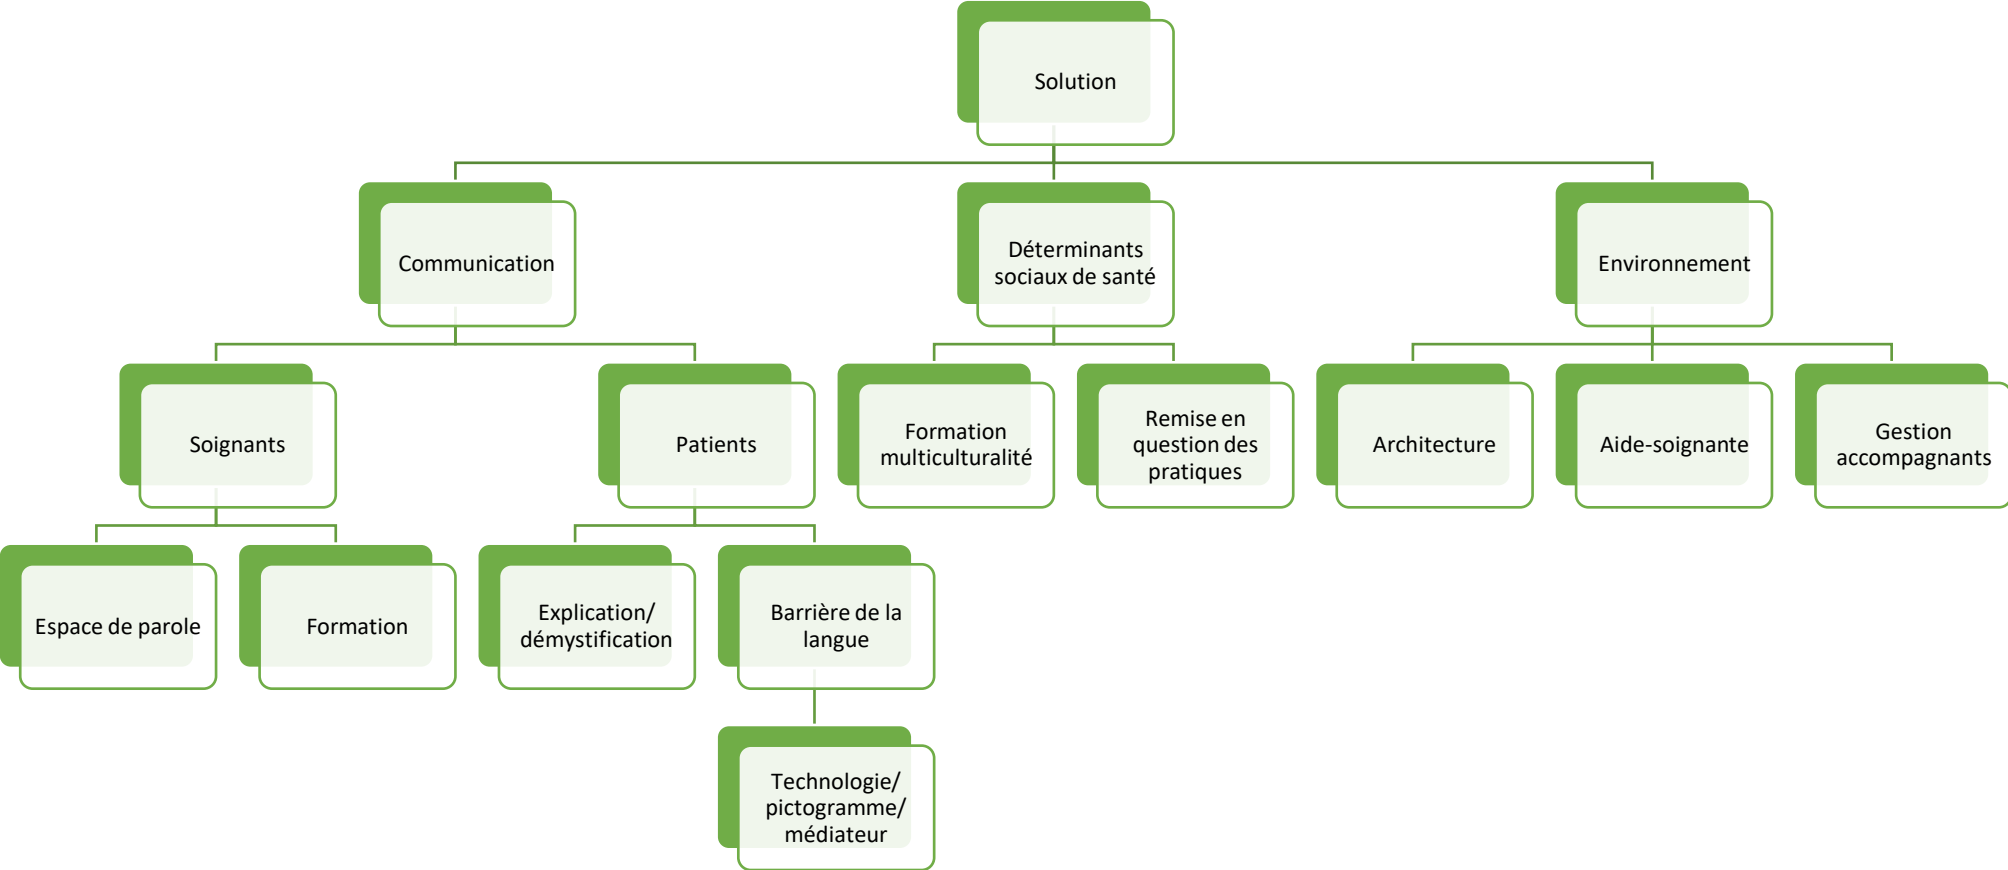 Solution
Communication
Déterminants
sociaux de santé
Environnement
Soignants
Patients
Formation
multiculturalité
Remise en
question des
pratiques
Architecture
Aide-soignante
Gestion
accompagnants
Espace de parole
Formation
Explication/
démystification
Barrière de la
langue
Technologie/
pictogramme/
médiateur